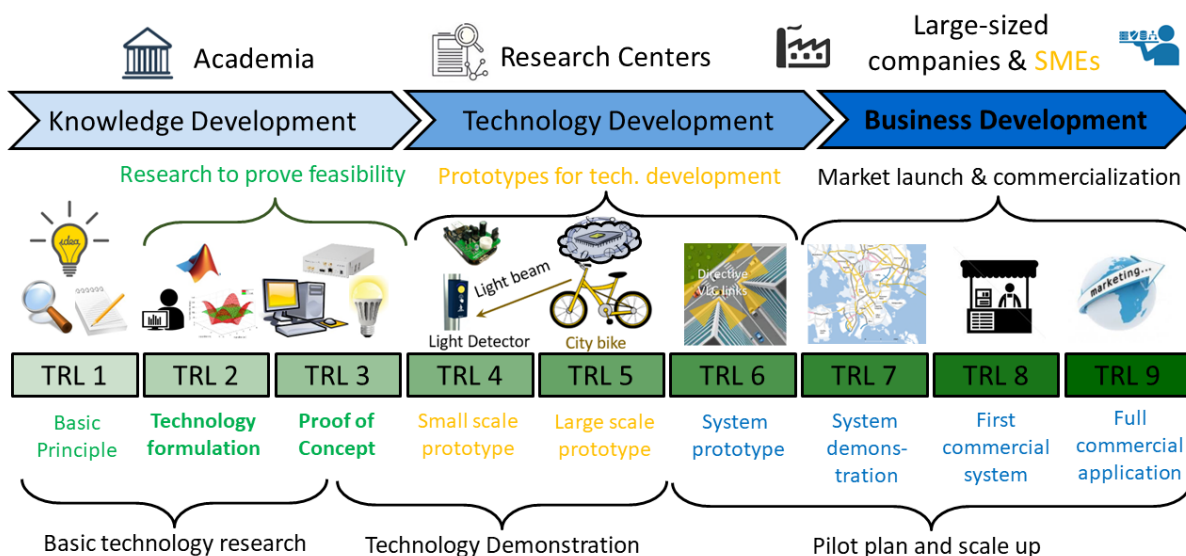 Academia
Research Centers
Large-sized
companies & SMEs
Knowledge Development
Technology Development
Business Development
Research to prove feasibility
Prototypes for tech. development
Market launch & commercialization
idea
Light beam
Directive
VLC links
marketing...
Light Detector
City bike
TRL 1
TRL 2
TRL 3
TRL 4
TRL 5
TRL 6
TRL 7
TRL 8
TRL 9
Basic
Principle
Technology
formulation
Proof of
Concept
Small scale
prototype
Large scale
prototype
System
prototype
System
demons-
tration
First
commercial
system
Full
commercial
application
Basic technology research
Technology Demonstration
Pilot plan and scale up